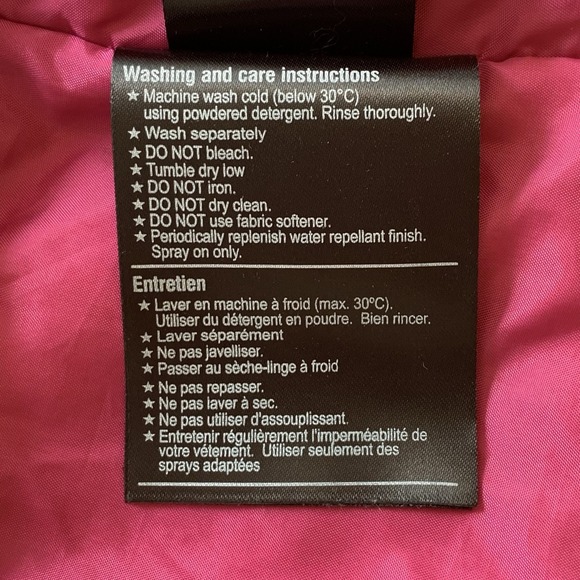 Washing and care instructions
★ Machine wash cold (below 30°C)
using powdered detergent. Rinse thoroughly.
★ Wash separately
★ DO NOT bleach.
★ Tumble dry low
★ DO NOT iron.
★ DO NOT dry clean.
★ DO NOT use fabric softener.
★ Periodically replenish water repellant finish.
Spray on only.
Entretien
★ Laver en machine à froid (max. 30ºC).
Utiliser du détergent en poudre. Bien rincer.
★ Laver séparément
★ Ne pas javelliser.
★ Passer au sèche-linge à froid
★ Ne pas repasser.
★ Ne pas laver à sec.
★ Ne pas utiliser d'assouplissant.
★ Entretenir régulièrement l'imperméabilité de
votre vétement. Utiliser seulement des
sprays adaptées